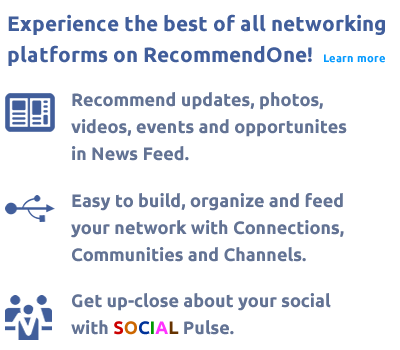 Experience the best of all networking
platforms on RecommendOne! Learn more
Recommend updates, photos,
videos, events and opportunites
in News Feed.
Easy to build, organize and feed
your network with Connections,
Communities and Channels.
Get up-close about your social
with SOCIAL Pulse.